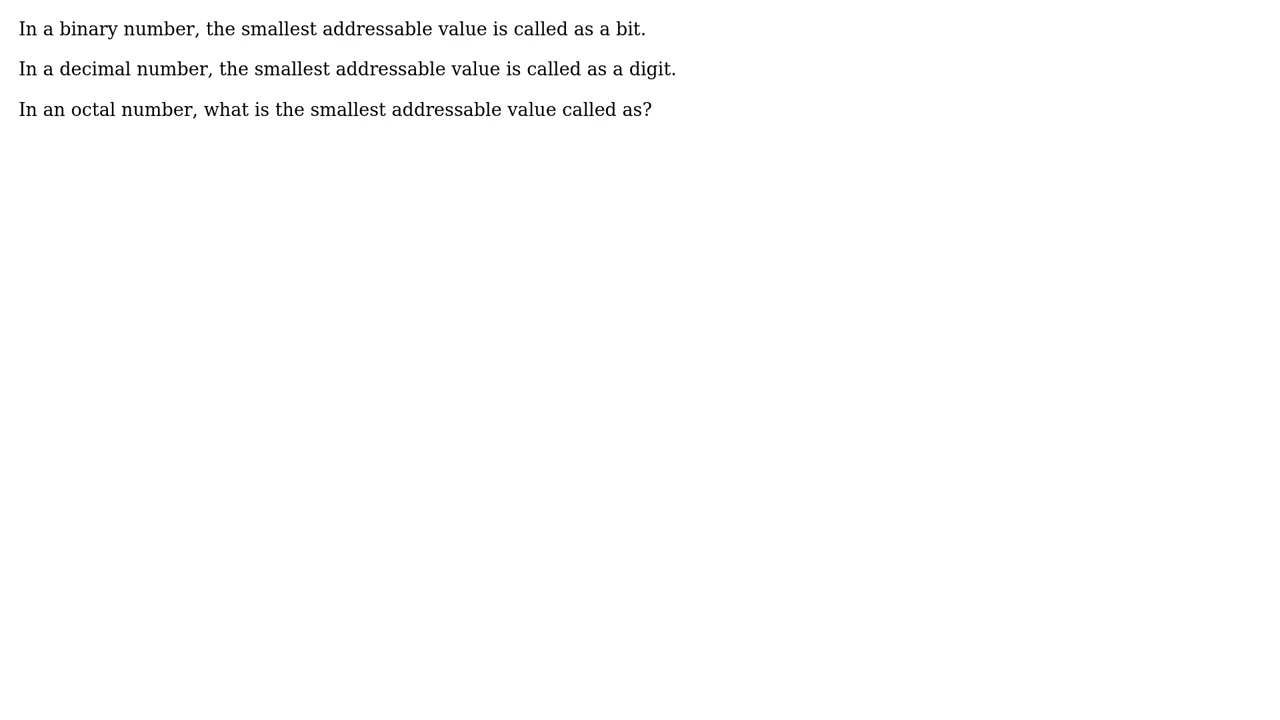 In a binary number, the smallest addressable value is called as a bit.
In a decimal number, the smallest addressable value is called as a digit.
In an octal number, what is the smallest addressable value called as?